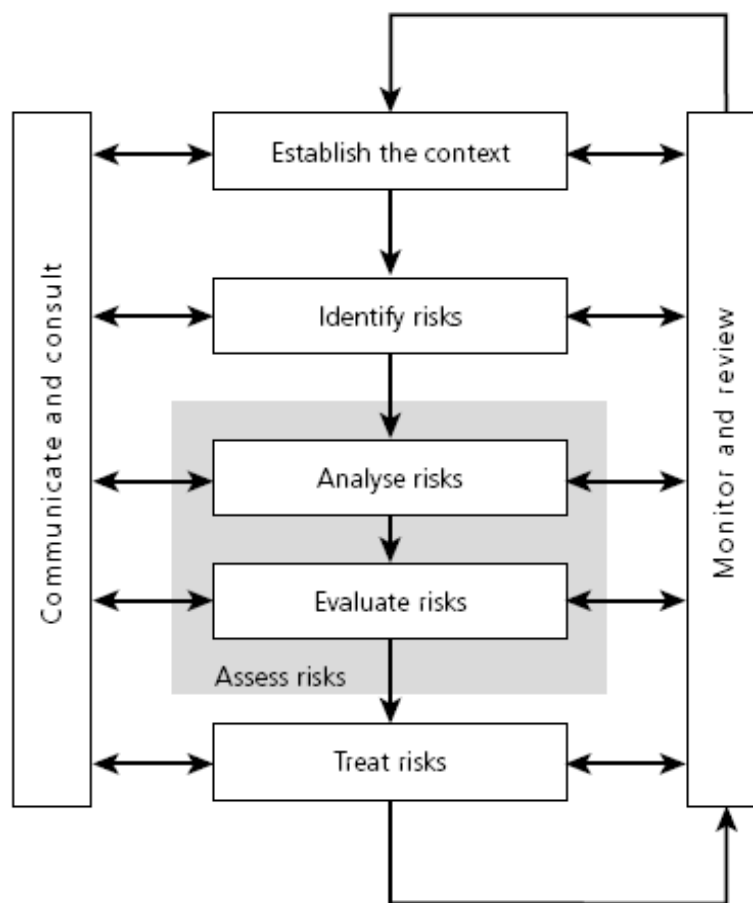 Establish the context
Communicate and consult
Identify risks
Monitor and review
Analyse risks
Evaluate risks
Assess risks
Treat risks